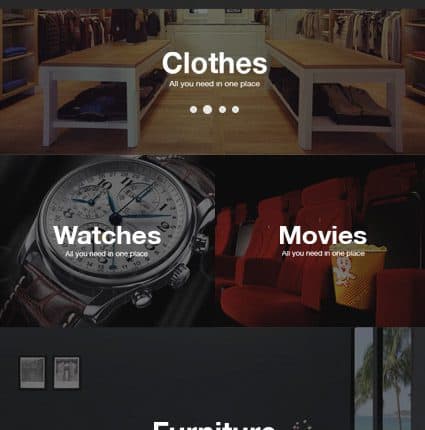 Clothes
All you need in one place
Watches
All you need in one place
Movies
All you need in one place
Furniture